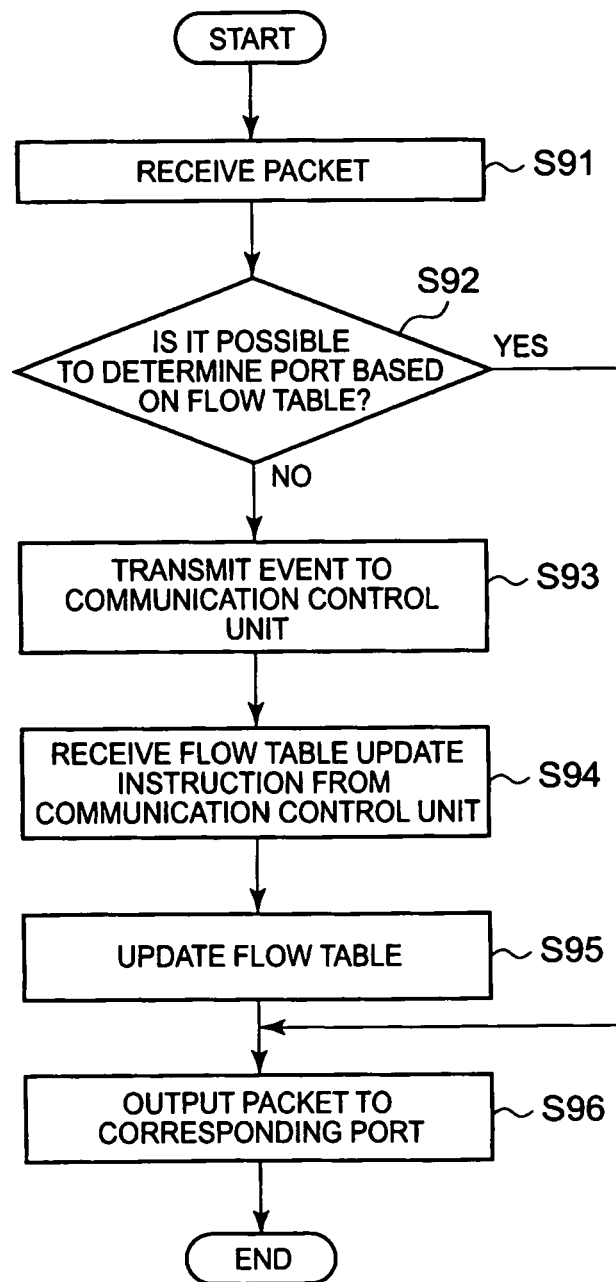 START
RECEIVE PACKET
S91
S92
IS IT POSSIBLE
TO DETERMINE PORT BASED
ON FLOW TABLE?
YES
NO
TRANSMIT EVENT TO
COMMUNICATION CONTROL
UNIT
S93
RECEIVE FLOW TABLE UPDATE
INSTRUCTION FROM
COMMUNICATION CONTROL UNIT
S94
UPDATE FLOW TABLE
S95
OUTPUT PACKET TO
CORRESPONDING PORT
S96
END